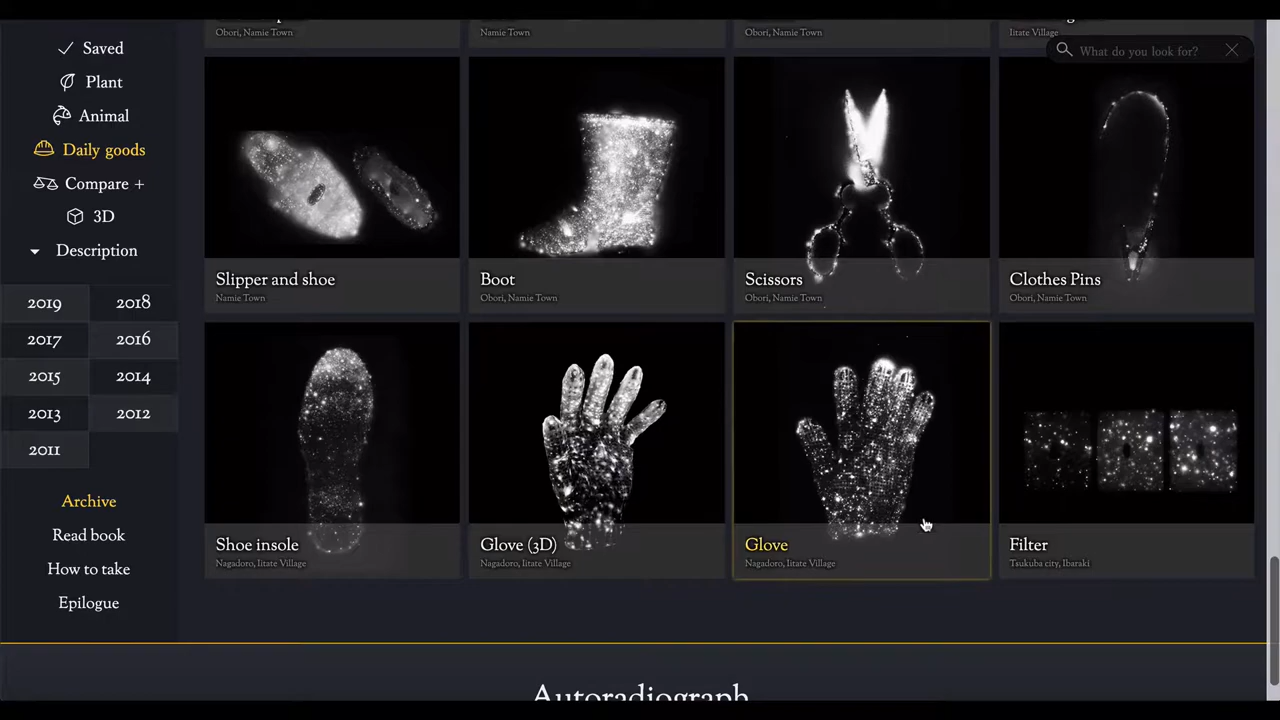 Obori, Namie Town
Namie Town
Obori, Namie Town
Iitate Village
Saved
Plant
Animal
Daily goods
Compare +
3D
Description
2019
2018
2017
2016
2015
2014
2013
2012
2011
Archive
Read book
How to take
Epilogue
What do you look for?
Slipper and shoe
Namie Town
Boot
Obori, Namie Town
Scissors
Obori, Namie Town
Clothes Pins
Obori, Namie Town
Shoe insole
Nagadoro, Iitate Village
Glove (3D)
Nagadoro, Iitate Village
Glove
Nagadoro, Iitate Village
Filter
Tsukuba city, Ibaraki
Autoradiograph